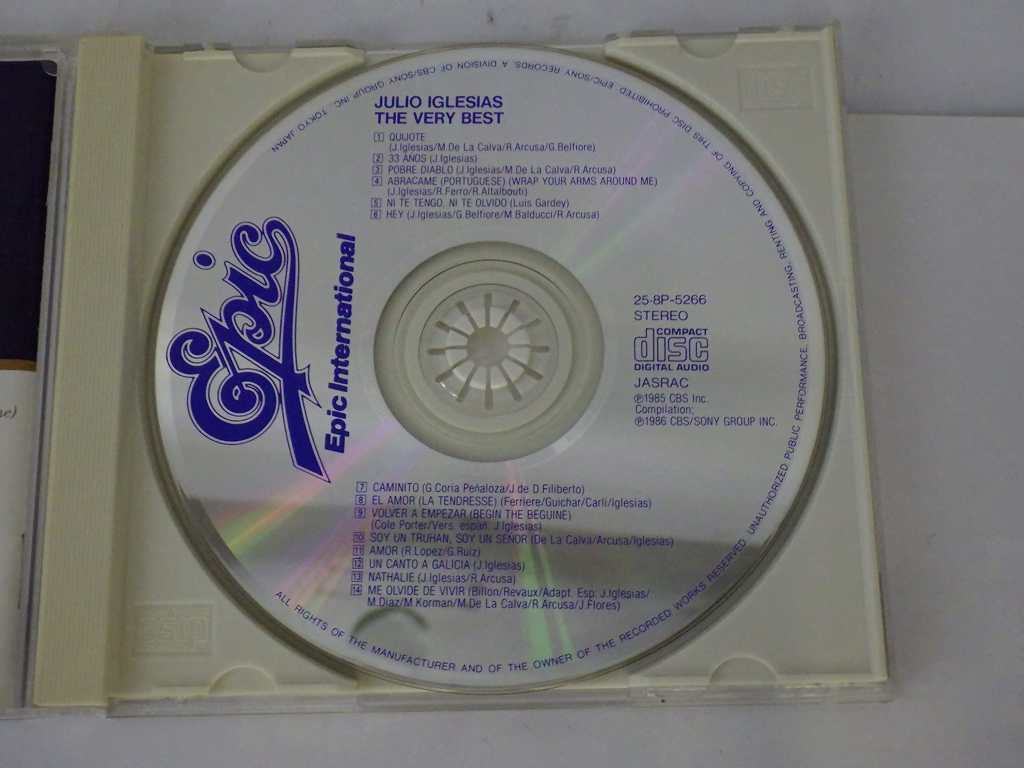 JULIO IGLESIAS
THE VERY BEST
1 QUIJOTE
(J.Iglesias/M.De La Calva/R.Arcusa/G.Belfiore)
2 33 AÑOS (J.Iglesias)
3 POBRE DIABLO (J.Iglesias/M.De La Calva/R.Arcusa)
4 ABRACAME (PORTUGUESE) (WRAP YOUR ARMS AROUND ME)
(J.Iglesias/R.Ferro/R.Altaibouti)
5 NI TE TENGO, NI TE OLVIDO (Luis Gardey)
6 HEY (J.Iglesias/G.Belfiore/M.Balducci/R.Arcusa)
Epic
Epic International
25·8P-5266
STEREO
COMPACT
disc
DIGITAL AUDIO
JASRAC
℗1985 CBS Inc.
Compilation;
℗1986 CBS/SONY GROUP INC.
7 CAMINITO (G.Coria Peñaloza/J.de D.Filiberto)
8 EL AMOR (LA TENDRESSE) (Ferriere/Guichar/Carli/Iglesias)
9 VOLVER A EMPEZAR (BEGIN THE BEGUINE)
(Cole Porter/Vers. españ. J.Iglesias)
10 SOY UN TRUHAN, SOY UN SEÑOR (De La Calva/Arcusa/Iglesias)
11 AMOR (R.Lopez/G.Ruiz)
12 UN CANTO A GALICIA (J.Iglesias)
13 NATHALIE (J.Iglesias/R.Arcusa)
14 ME OLVIDE DE VIVIR (Billon/Revaux/Adapt. Esp: J.Iglesias/
M.Diaz/M.Korman/M.De La Calva/R.Arcusa/J.Flores)
ALL RIGHTS OF THE MANUFACTURER AND OF THE OWNER OF THE RECORDED WORKS RESERVED. UNAUTHORIZED PUBLIC PERFORMANCE, BROADCASTING, RENTING AND COPYING OF THIS DISC PROHIBITED. EPIC/SONY RECORDS, A DIVISION OF CBS/SONY GROUP INC. TOKYO JAPAN